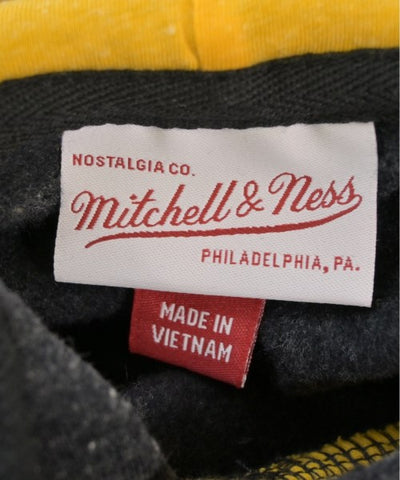 NOSTALGIA CO.
Mitchell & Ness
PHILADELPHIA, PA.
MADE IN
VIETNAM